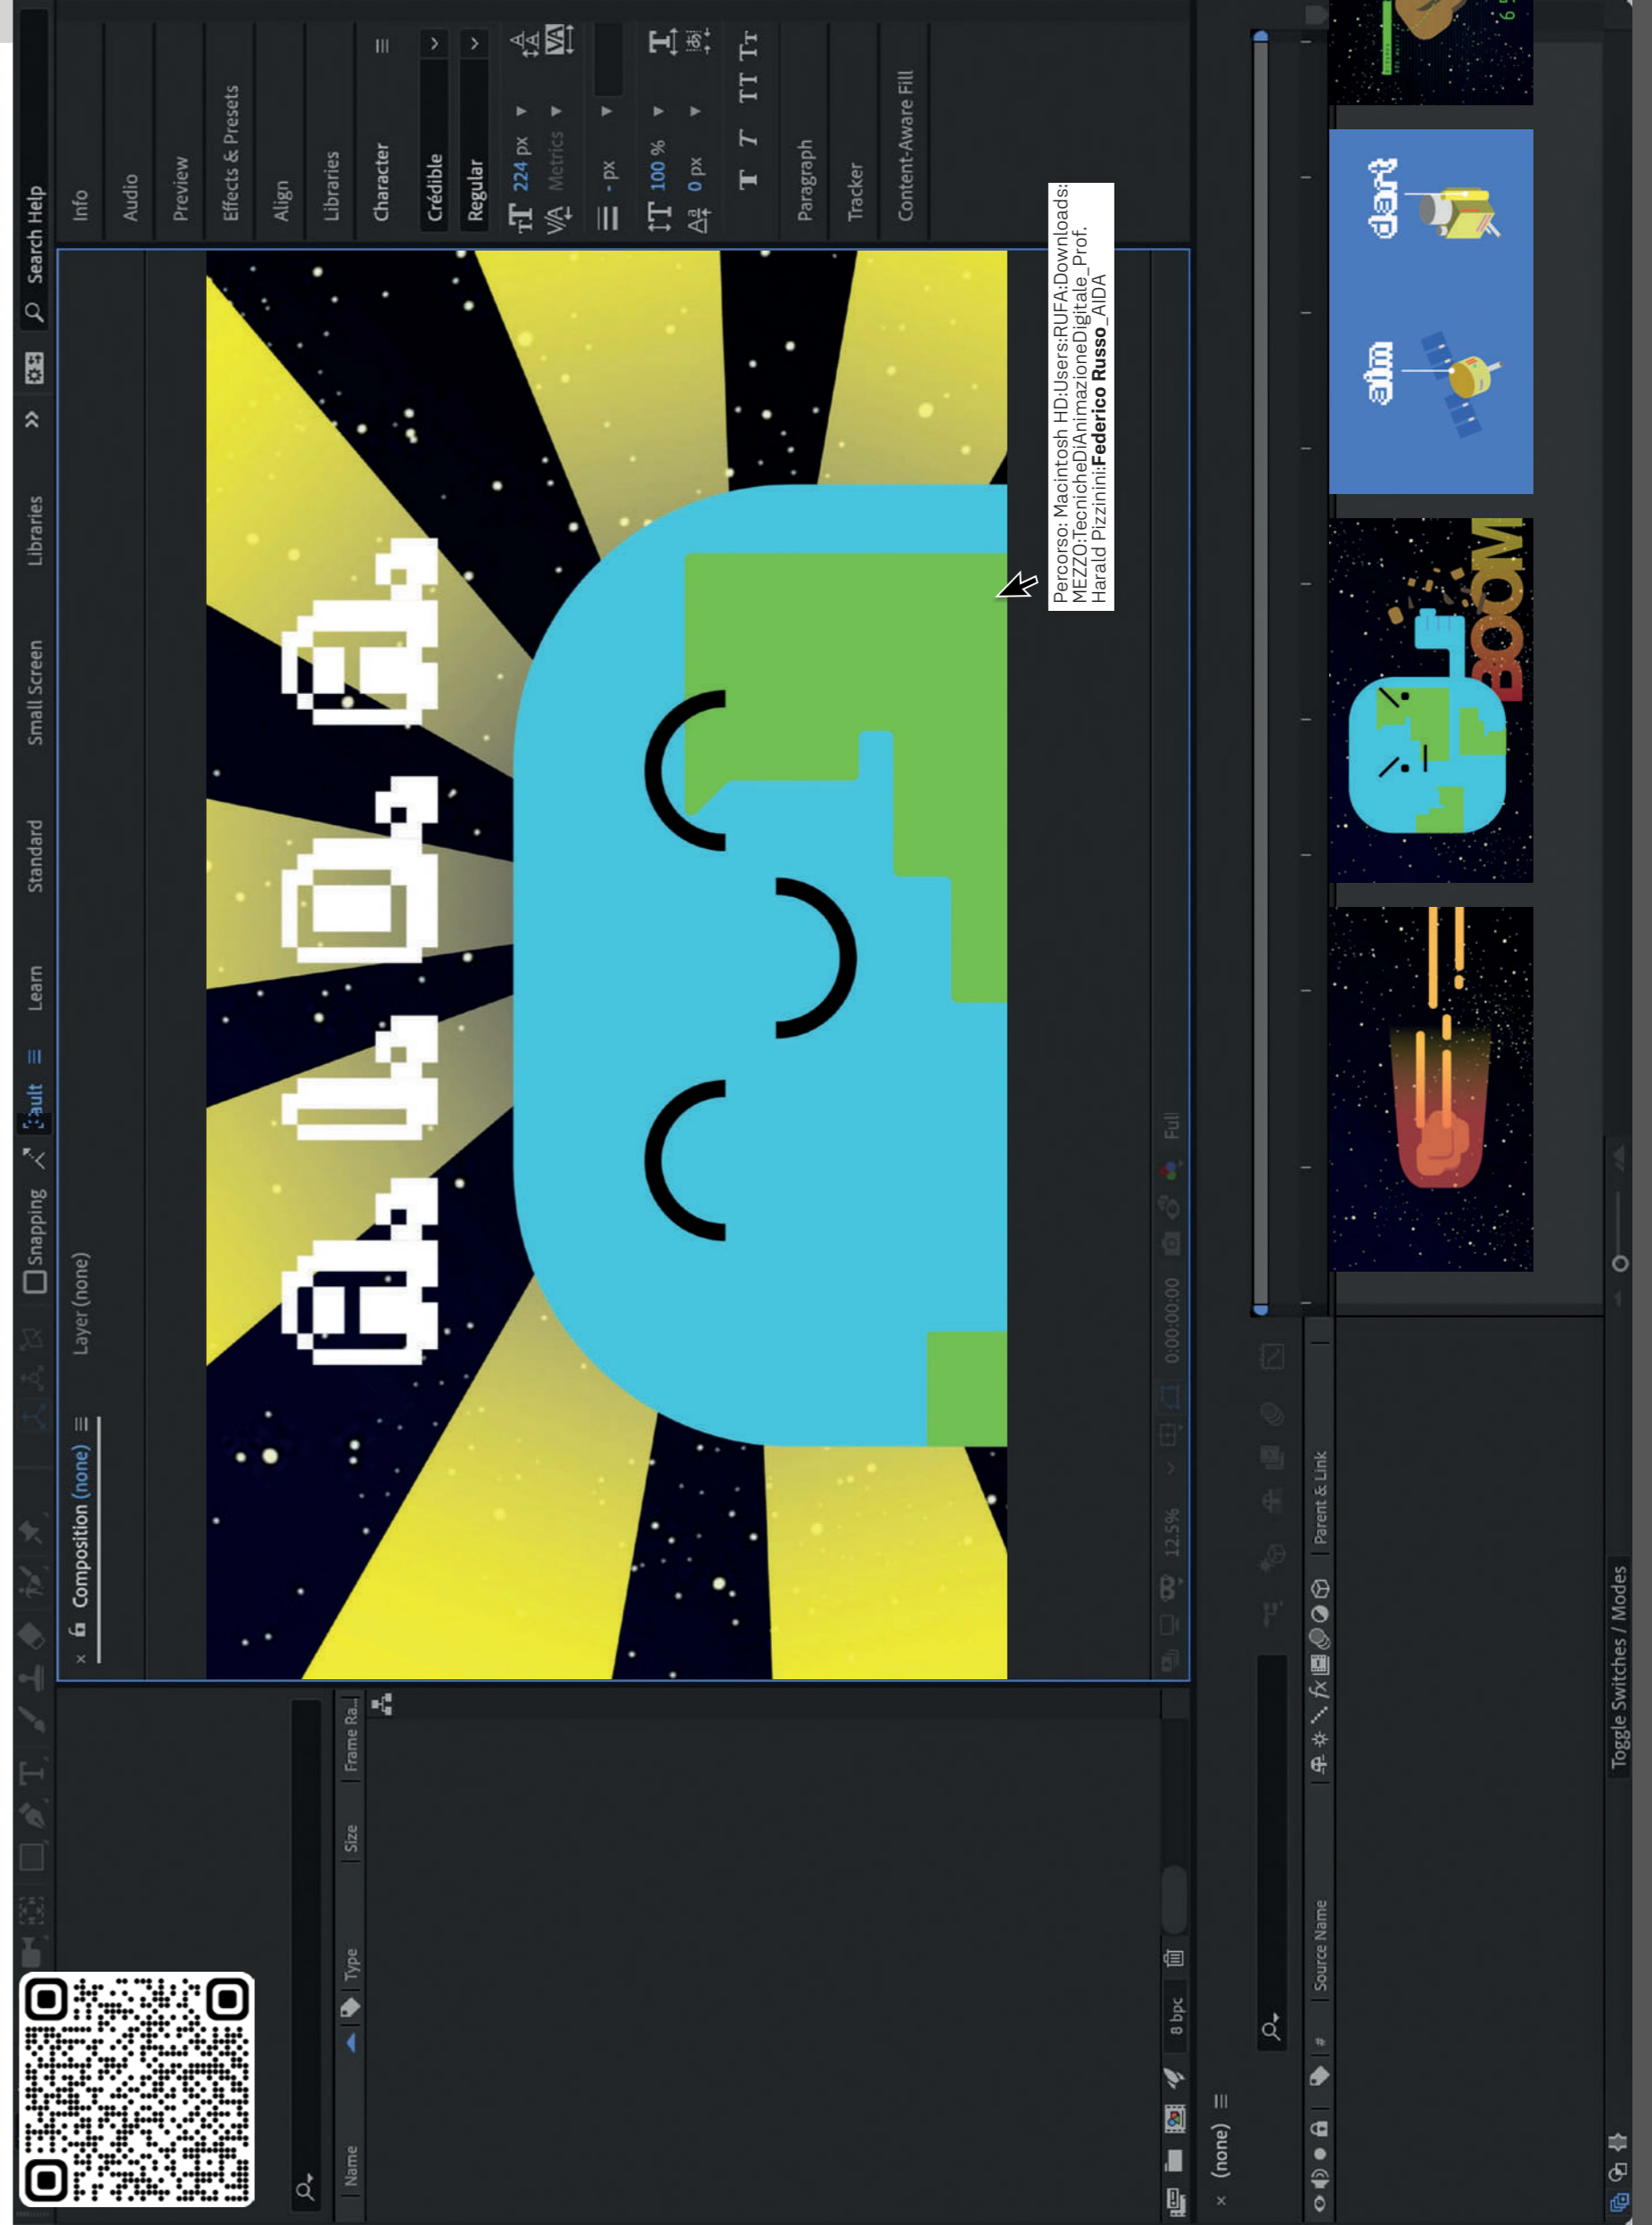 Snapping
ault
Learn
Standard
Small Screen
Libraries
Search Help
Composition (none)
Layer (none)
Name
Type
Size
Frame Ra...
A.I.D.A.
Info
Audio
Preview
Effects & Presets
Align
Libraries
Character
Crédible
Regular
224 px
Metrics
- px
100 %
0 px
Paragraph
Tracker
Content-Aware Fill
Percorso: Macintosh HD:Users:RUFA:Downloads:
MEZZO:TecnicheDiAnimazioneDigitale_Prof.
Harald Pizzinini:Federico Russo_AIDA
8 bpc
12.5%
0:00:00:00
Full
(none)
#
Source Name
fx
Parent & Link
BOOM
aim
dart
Toggle Switches / Modes